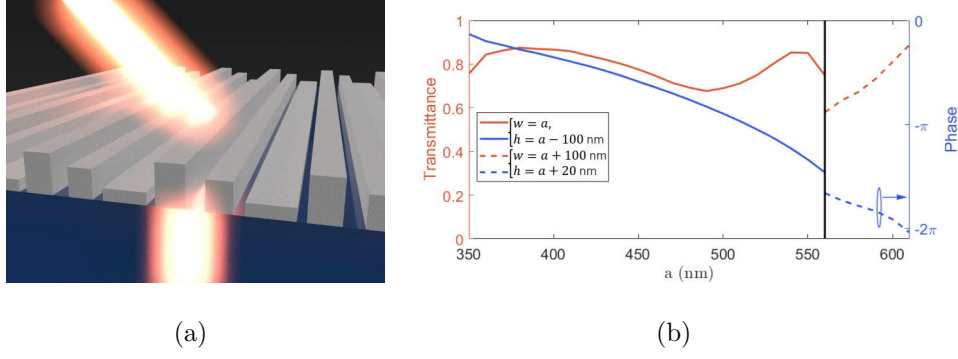 1
0.8
0.6
0.4
0.2
0
Transmittance
w = a,
h = a − 100 nm
w = a + 100 nm
h = a + 20 nm
0
-π
-2π
Phase
350
400
450
500
550
600
a (nm)
(a)
(b)